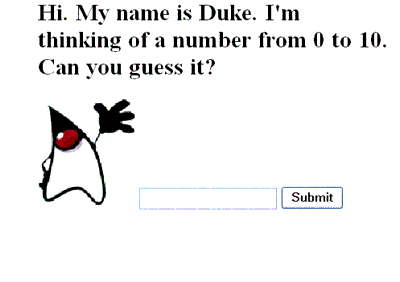 Hi. My name is Duke. I'm
thinking of a number from 0 to 10.
Can you guess it?
Submit